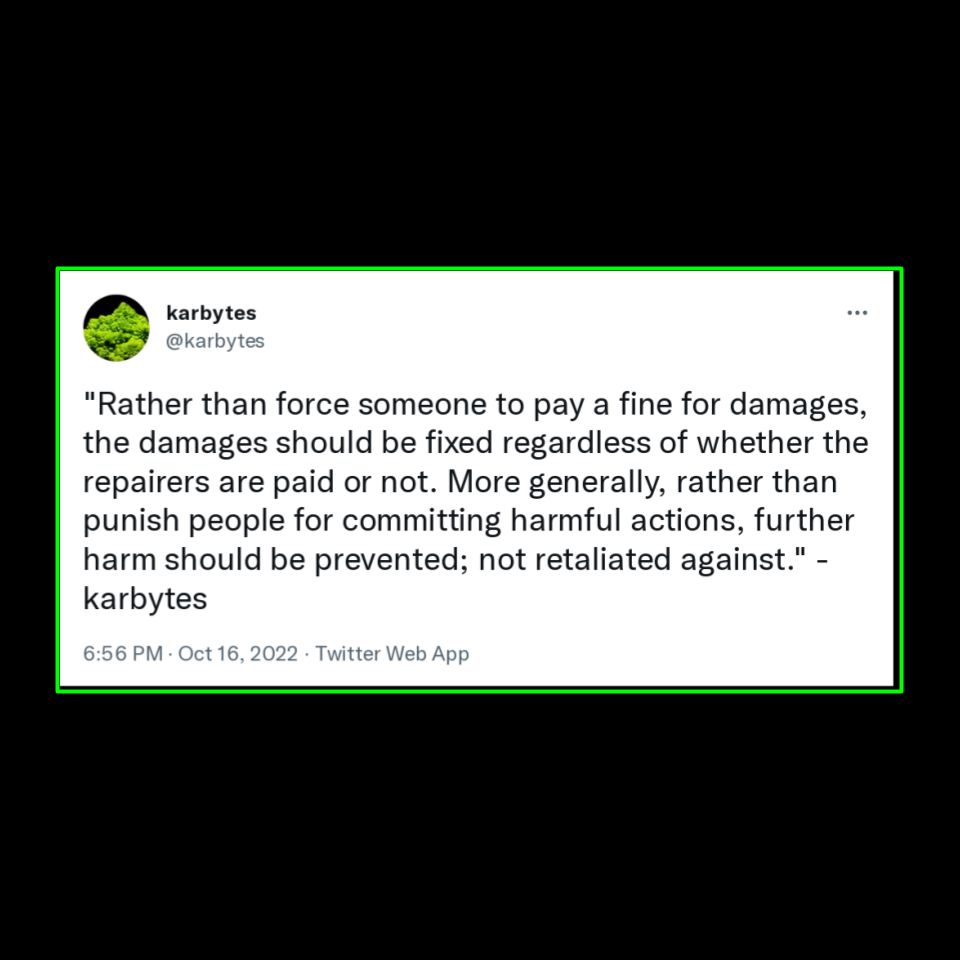 karbytes
@karbytes
"Rather than force someone to pay a fine for damages,
the damages should be fixed regardless of whether the
repairers are paid or not. More generally, rather than
punish people for committing harmful actions, further
harm should be prevented; not retaliated against." -
karbytes
6:56 PM · Oct 16, 2022 · Twitter Web App